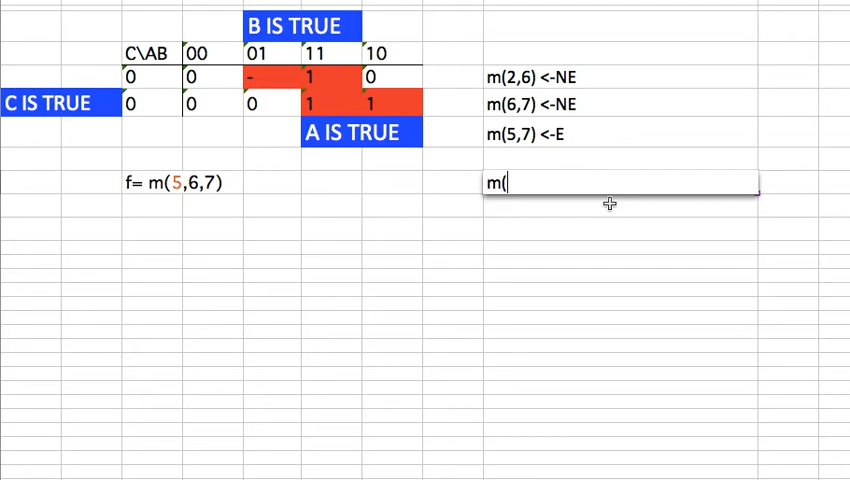 B IS TRUE
C\AB 00 01 11 10
0 0 - 1 0 m(2,6) <-NE
C IS TRUE 0 0 0 1 1 m(6,7) <-NE
A IS TRUE m(5,7) <-E
f= m(5,6,7) m(